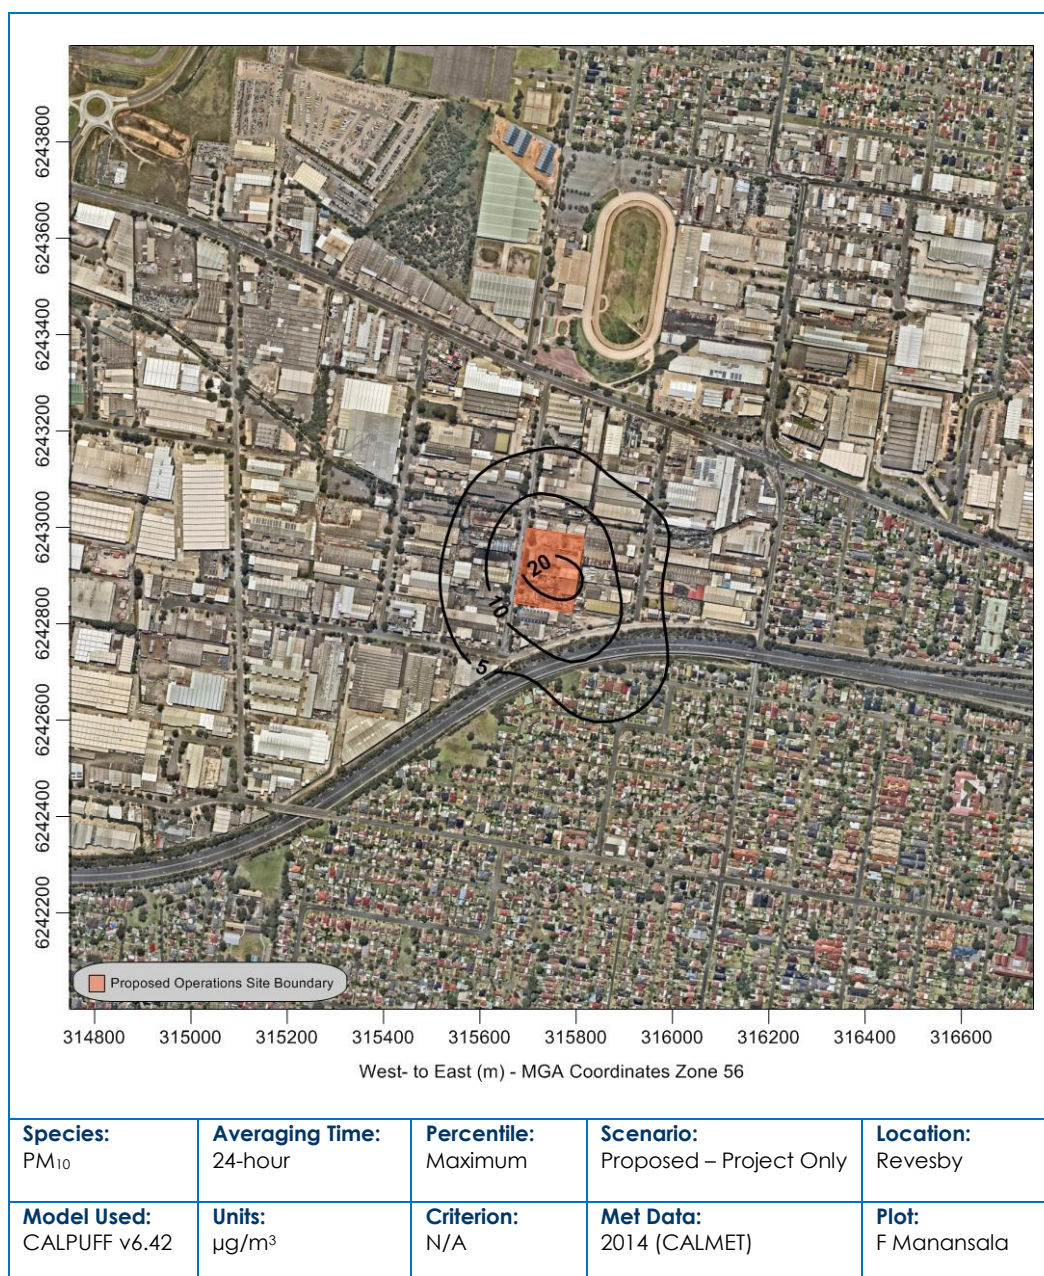 6243800
6243600
6243400
6243200
6243000
6242800
6242600
6242400
6242200
20
10
5
Proposed Operations Site Boundary
314800 315000 315200 315400 315600 315800 316000 316200 316400 316600
West- to East (m) - MGA Coordinates Zone 56
Species: Averaging Time: Percentile: Scenario: Location:
PM₁₀ 24-hour Maximum Proposed – Project Only Revesby
Model Used: Units: Criterion: Met Data: Plot:
CALPUFF v6.42 µg/m³ N/A 2014 (CALMET) F Manansala